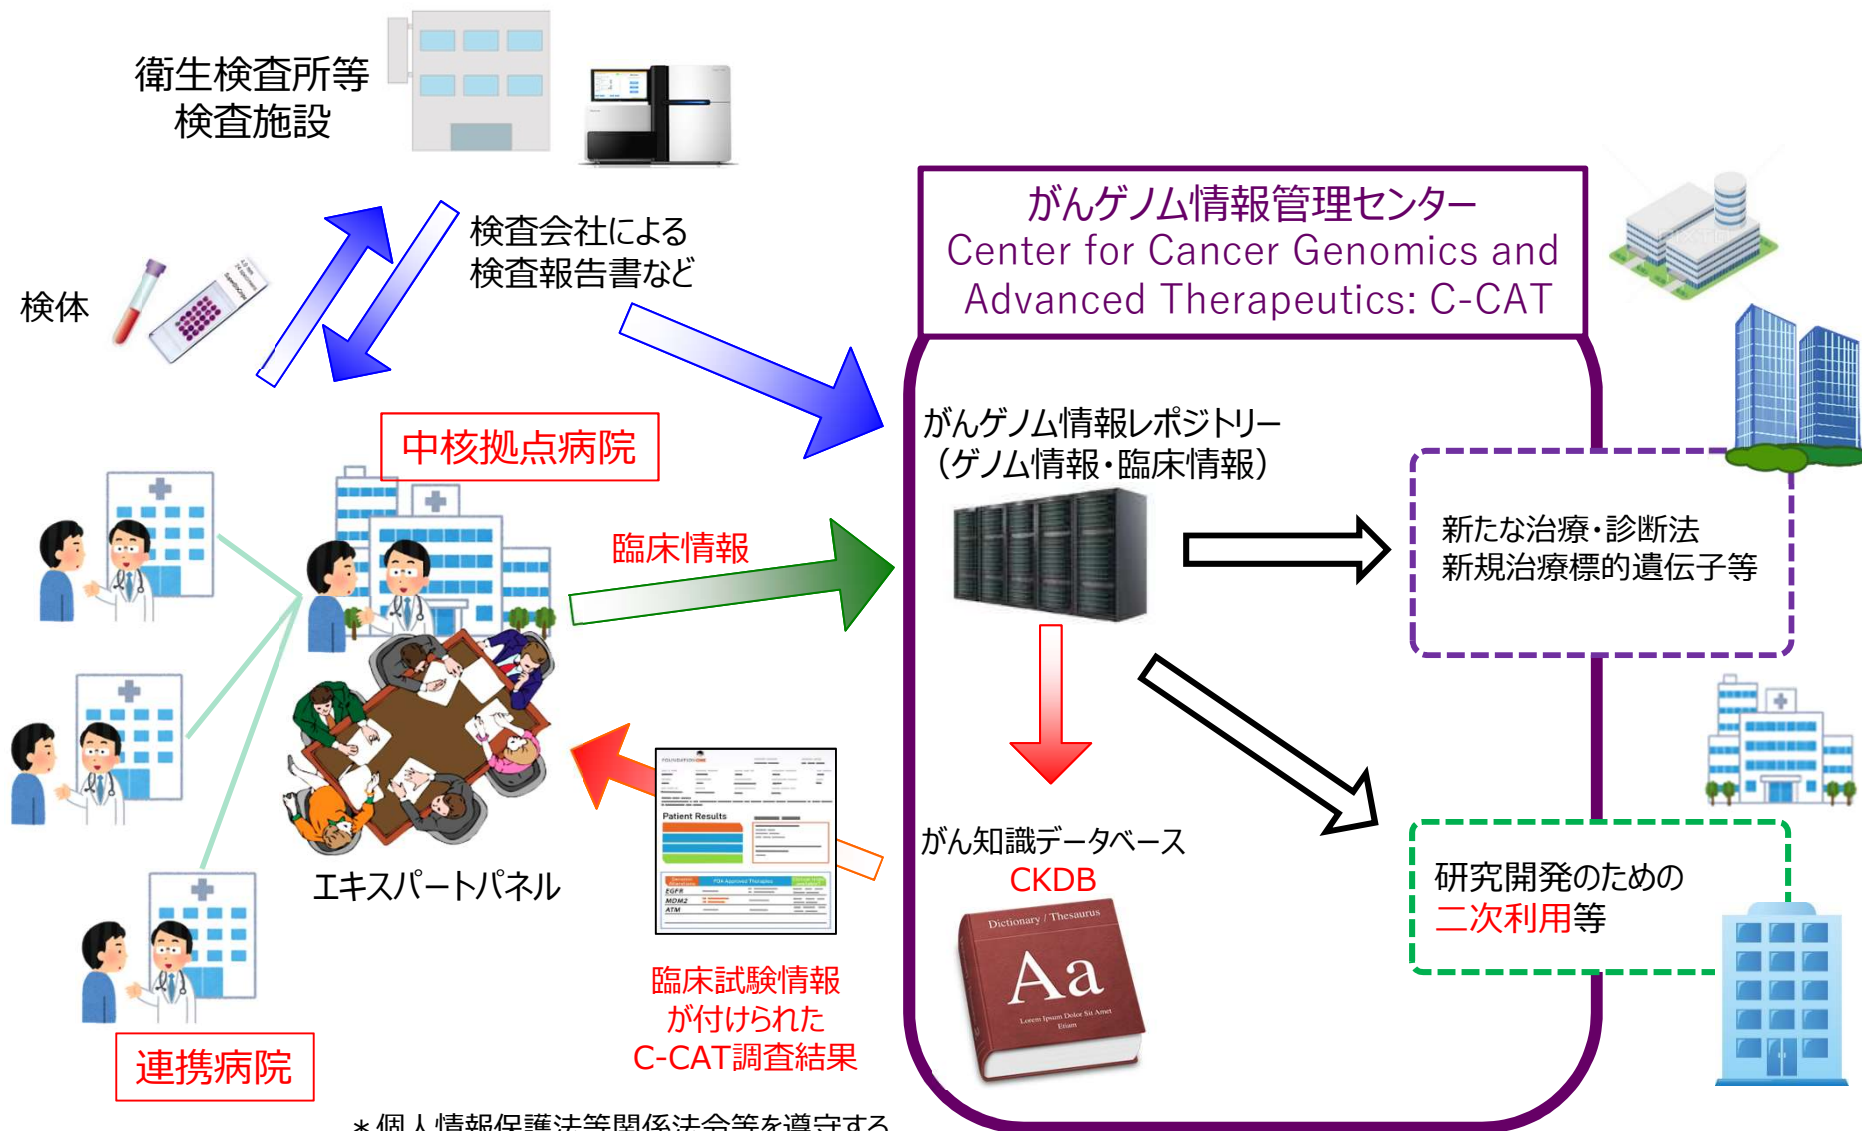 衛生検査所等
検査施設
検査会社による
検査報告書など
検体
がんゲノム情報管理センター
Center for Cancer Genomics and
Advanced Therapeutics: C-CAT
中核拠点病院
臨床情報
がんゲノム情報レポジトリー
（ゲノム情報・臨床情報）
新たな治療・診断法
新規治療標的遺伝子等
エキスパートパネル
Patient Results
EGFR
MDM2
ATM
がん知識データベース
CKDB
Dictionary / Thesaurus
Aa
Lorem Ipsum Dolor Sit Amet
Etiam
研究開発のための
二次利用等
臨床試験情報
が付けられた
C-CAT調査結果
連携病院
＊個人情報保護法等関係法令等を遵守する